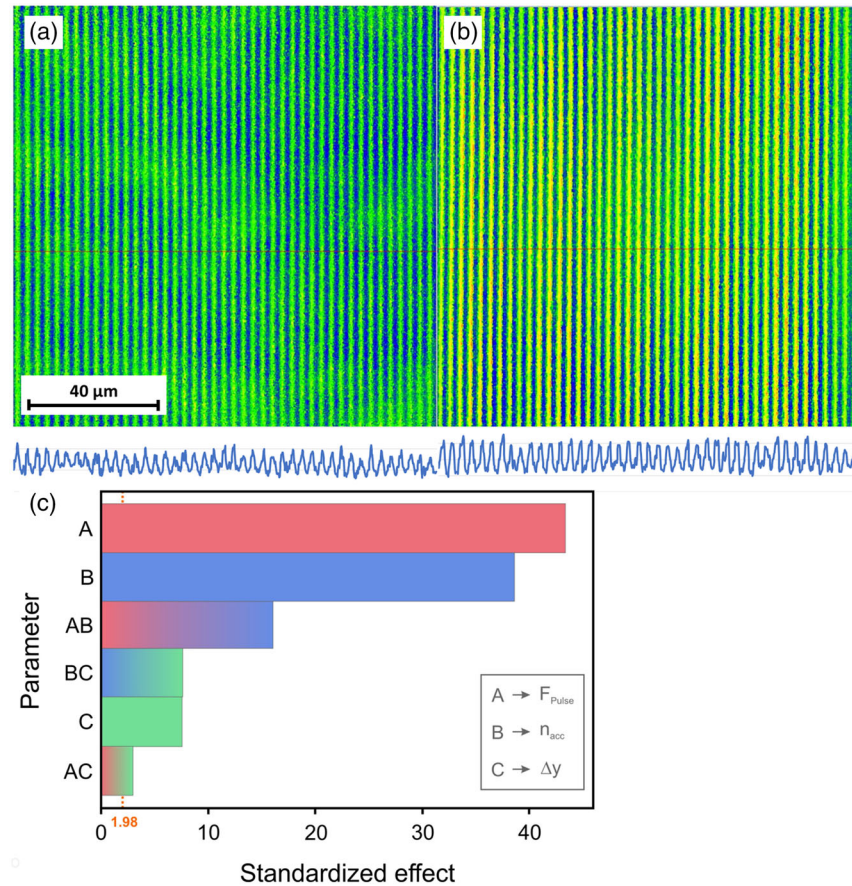 (a)
(b)
40 µm
(c)
A
B
AB
BC
C
AC
Parameter
A → F_Pulse
B → n_acc
C → Δy
0
1.98
10
20
30
40
Standardized effect